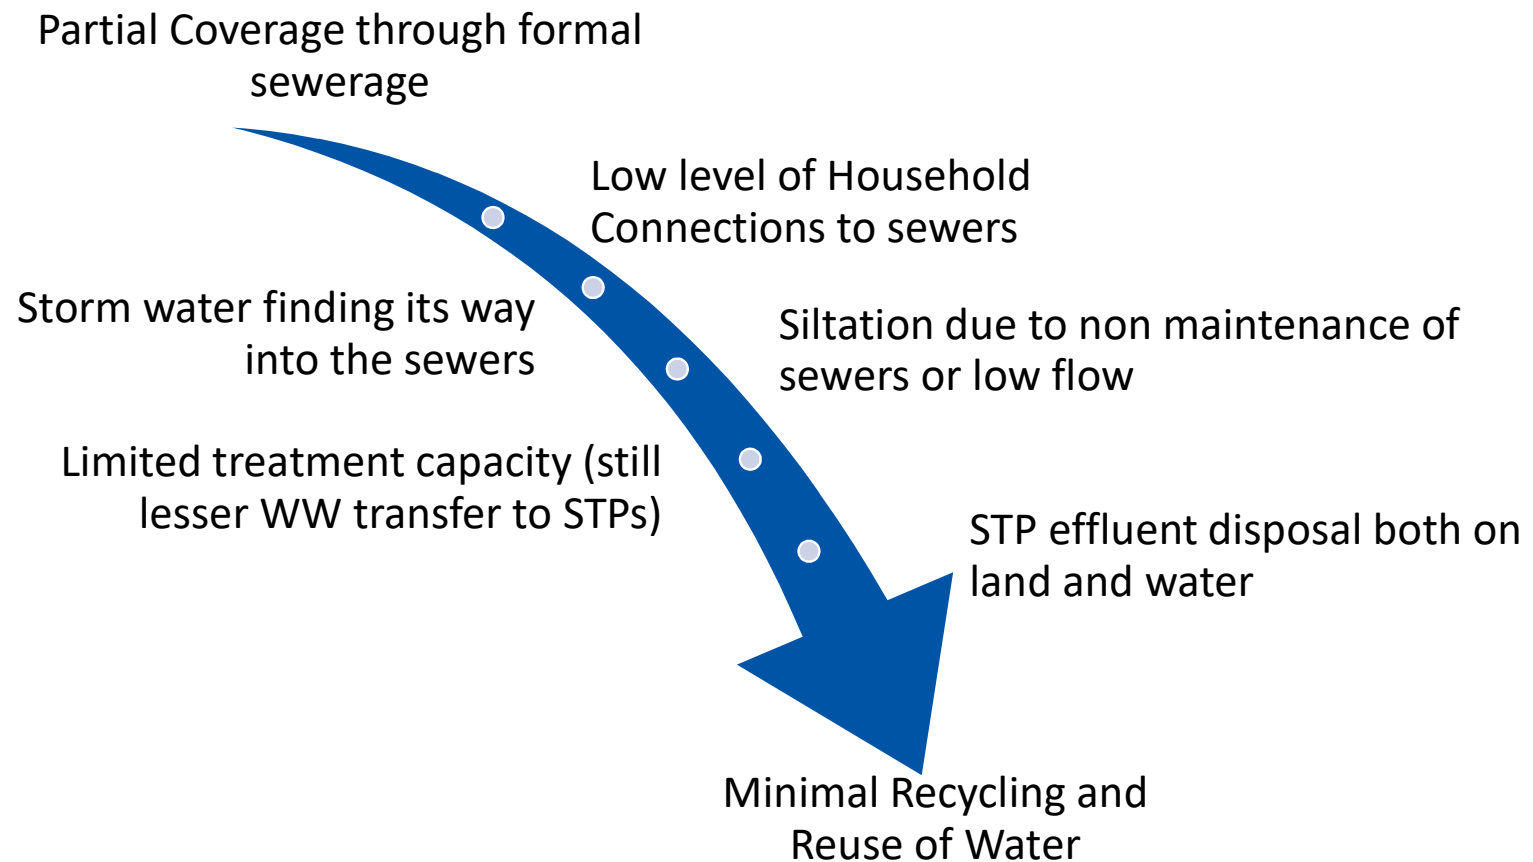 Partial Coverage through formal
sewerage
Low level of Household
Connections to sewers
Storm water finding its way
into the sewers
Siltation due to non maintenance of
sewers or low flow
Limited treatment capacity (still
lesser WW transfer to STPs)
STP effluent disposal both on
land and water
Minimal Recycling and
Reuse of Water